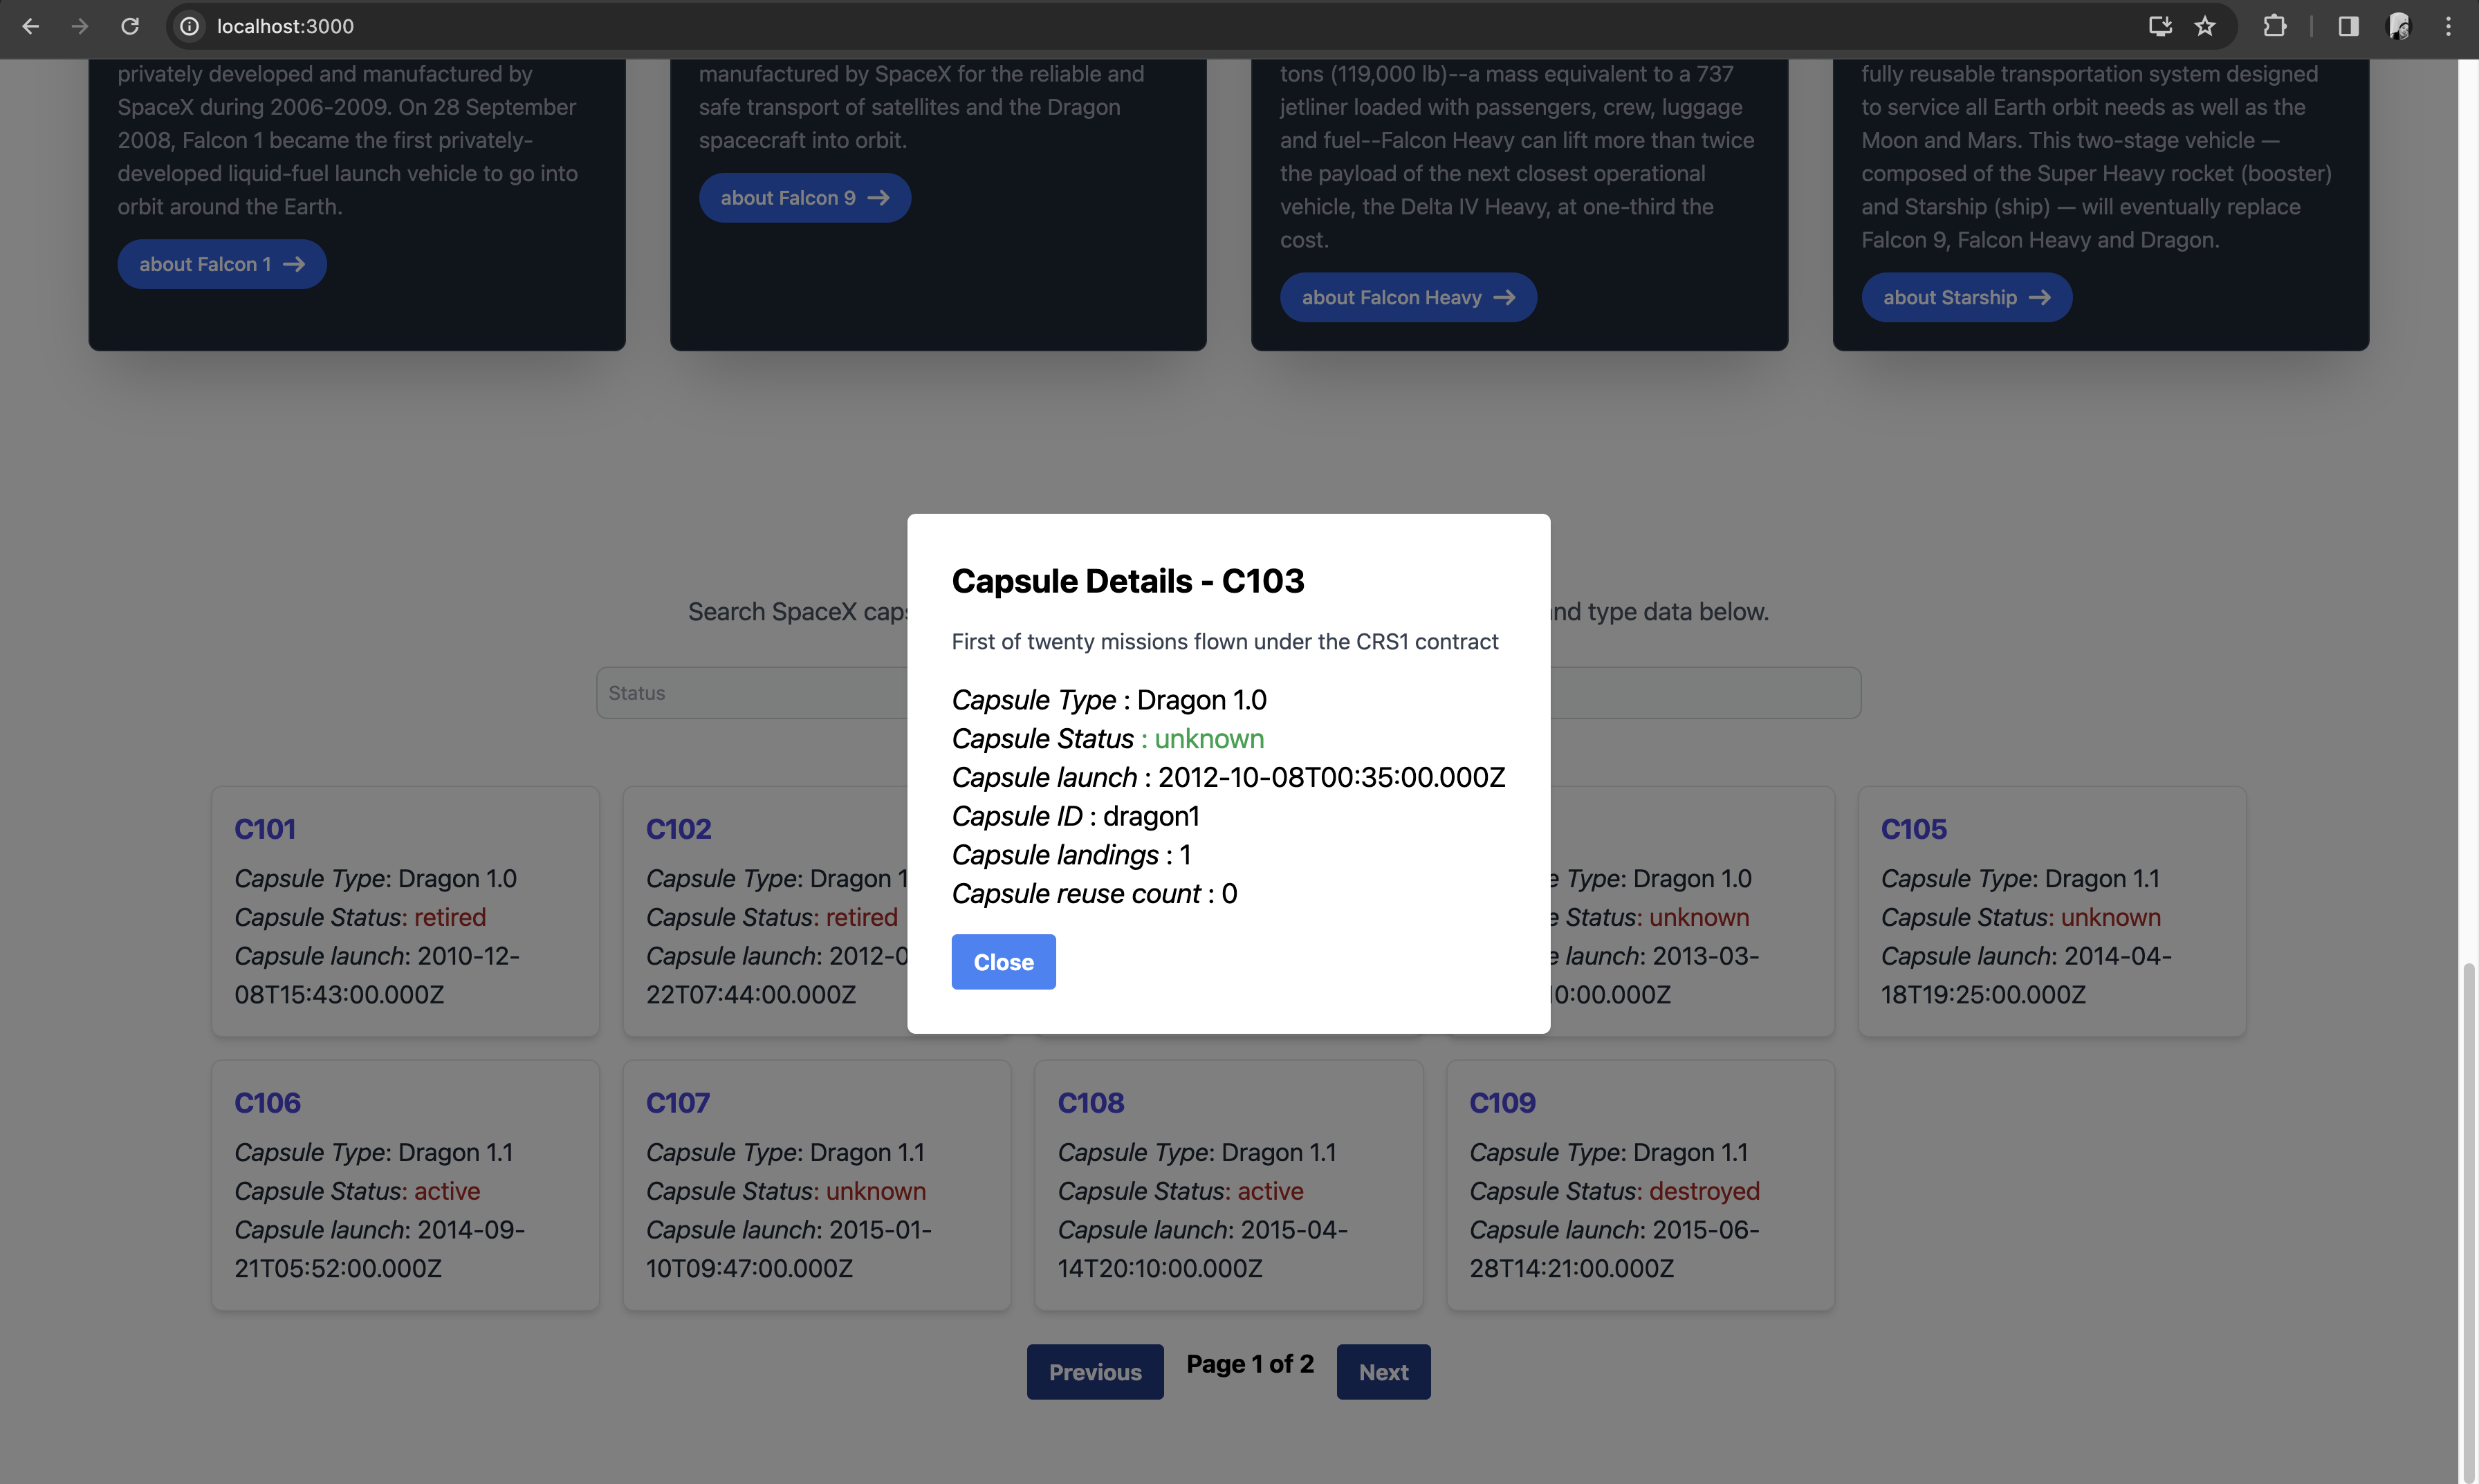 localhost:3000
privately developed and manufactured by
SpaceX during 2006-2009. On 28 September
2008, Falcon 1 became the first privately-
developed liquid-fuel launch vehicle to go into
orbit around the Earth.
about Falcon 1 →
manufactured by SpaceX for the reliable and
safe transport of satellites and the Dragon
spacecraft into orbit.
about Falcon 9 →
tons (119,000 lb)--a mass equivalent to a 737
jetliner loaded with passengers, crew, luggage
and fuel--Falcon Heavy can lift more than twice
the payload of the next closest operational
vehicle, the Delta IV Heavy, at one-third the
cost.
about Falcon Heavy →
fully reusable transportation system designed
to service all Earth orbit needs as well as the
Moon and Mars. This two-stage vehicle —
composed of the Super Heavy rocket (booster)
and Starship (ship) — will eventually replace
Falcon 9, Falcon Heavy and Dragon.
about Starship →
Search SpaceX
and type data below.
Status
Capsule Details - C103
First of twenty missions flown under the CRS1 contract
Capsule Type : Dragon 1.0
Capsule Status : unknown
Capsule launch : 2012-10-08T00:35:00.000Z
Capsule ID : dragon1
Capsule landings : 1
Capsule reuse count : 0
Close
C101
Capsule Type: Dragon 1.0
Capsule Status: retired
Capsule launch: 2010-12-
08T15:43:00.000Z
C102
Capsule Type: Dragon 1
Capsule Status: retired
Capsule launch: 2012-0
22T07:44:00.000Z
Type: Dragon 1.0
Status: unknown
launch: 2013-03-
0:00.000Z
C105
Capsule Type: Dragon 1.1
Capsule Status: unknown
Capsule launch: 2014-04-
18T19:25:00.000Z
C106
Capsule Type: Dragon 1.1
Capsule Status: active
Capsule launch: 2014-09-
21T05:52:00.000Z
C107
Capsule Type: Dragon 1.1
Capsule Status: unknown
Capsule launch: 2015-01-
10T09:47:00.000Z
C108
Capsule Type: Dragon 1.1
Capsule Status: active
Capsule launch: 2015-04-
14T20:10:00.000Z
C109
Capsule Type: Dragon 1.1
Capsule Status: destroyed
Capsule launch: 2015-06-
28T14:21:00.000Z
Previous
Page 1 of 2
Next